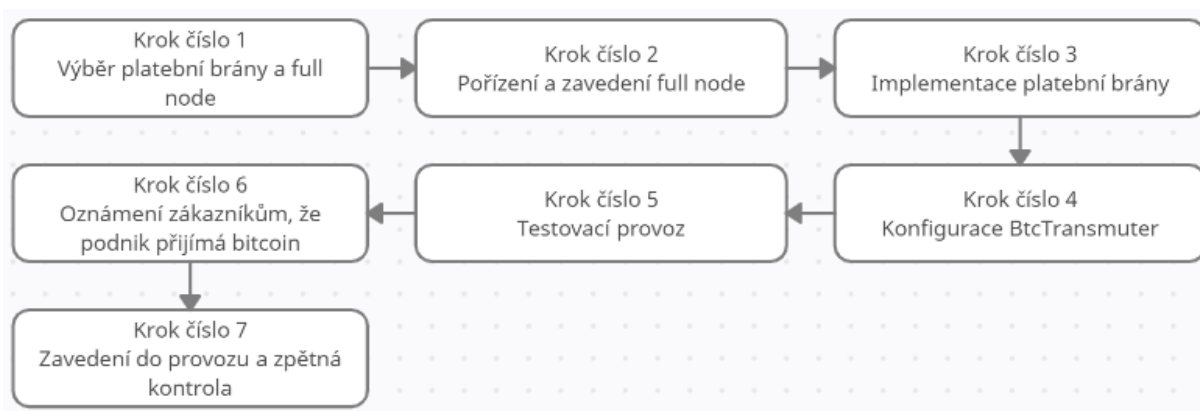 Krok číslo 1
Výběr platební brány a full
node
Krok číslo 2
Pořízení a zavedení full node
Krok číslo 3
Implementace platební brány
Krok číslo 4
Konfigurace BtcTransmuter
Krok číslo 5
Testovací provoz
Krok číslo 6
Oznámení zákazníkům, že
podnik přijímá bitcoin
Krok číslo 7
Zavedení do provozu a zpětná
kontrola